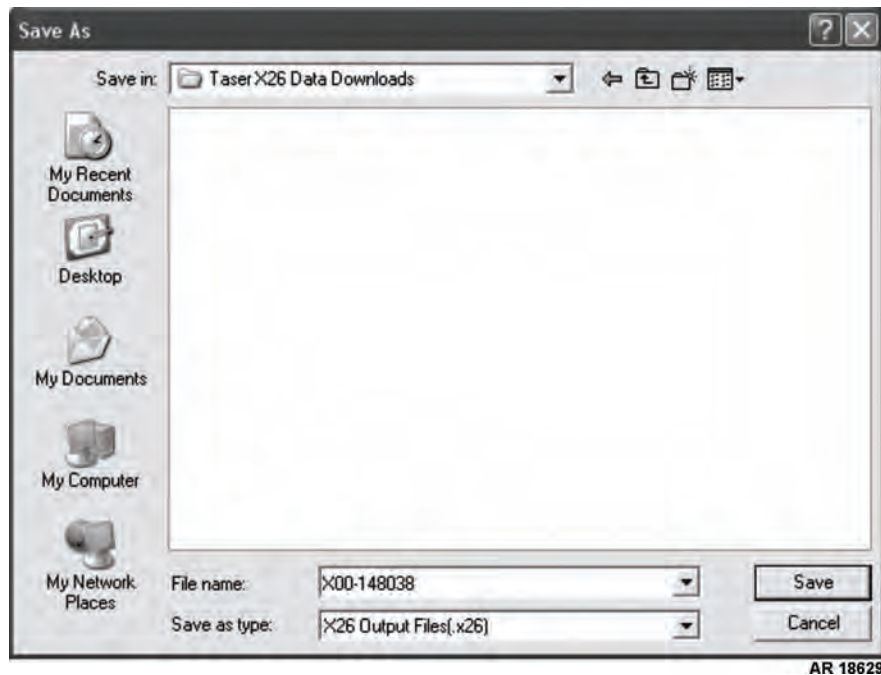 Save As
Save in: Taser X26 Data Downloads
My Recent
Documents
Desktop
My Documents
My Computer
My Network
Places
File name: X00-148038
Save
Save as type: X26 Output Files(.x26)
Cancel
AR 18629